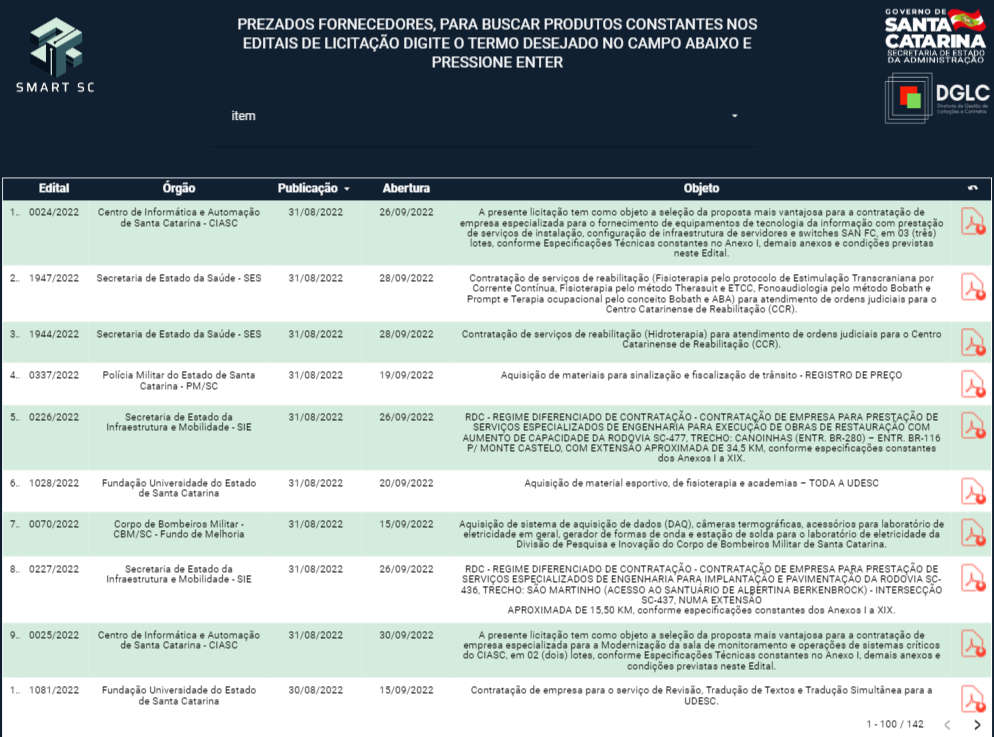 SMART SC
PREZADOS FORNECEDORES, PARA BUSCAR PRODUTOS CONSTANTES NOS
EDITAIS DE LICITAÇÃO DIGITE O TERMO DESEJADO NO CAMPO ABAIXO E
PRESSIONE ENTER
GOVERNO DE
SANTA
CATARINA
SECRETARIA DE ESTADO
DA ADMINISTRAÇÃO
DGLC
Diretoria de Gestão de
Licitações e Contratos
item
Edital Órgão Publicação Abertura Objeto
1.. 0024/2022 Centro de Informática e Automação 31/08/2022 26/09/2022 A presente licitação tem como objeto a seleção da proposta mais vantajosa para a contratação de
de Santa Catarina - CIASC empresa especializada para o fornecimento de equipamentos de tecnologia da informação com prestação
de serviços de instalação, configuração de infraestrutura de servidores e switches SAN FC, em 03 (três)
lotes, conforme Especificações Técnicas constantes no Anexo I, demais anexos e condições previstas
neste Edital.
2.. 1947/2022 Secretaria de Estado da Saúde - SES 31/08/2022 28/09/2022 Contratação de serviços de reabilitação (Fisioterapia pelo protocolo de Estimulação Transcraniana por
Corrente Contínua, Fisioterapia pelo método Therasuit e ETCC, Fonoaudiologia pelo método Bobath e
Prompt e Terapia ocupacional pelo conceito Bobath e ABA) para atendimento de ordens judiciais para o
Centro Catarinense de Reabilitação (CCR).
3.. 1944/2022 Secretaria de Estado da Saúde - SES 31/08/2022 28/09/2022 Contratação de serviços de reabilitação (Hidroterapia) para atendimento de ordens judiciais para o Centro
Catarinense de Reabilitação (CCR).
4.. 0337/2022 Polícia Militar do Estado de Santa 31/08/2022 19/09/2022 Aquisição de materiais para sinalização e fiscalização de trânsito - REGISTRO DE PREÇO
Catarina - PM/SC
5.. 0226/2022 Secretaria de Estado da 31/08/2022 26/09/2022 RDC - REGIME DIFERENCIADO DE CONTRATAÇÃO - CONTRATAÇÃO DE EMPRESA PARA PRESTAÇÃO DE
Infraestrutura e Mobilidade - SIE SERVIÇOS ESPECIALIZADOS DE ENGENHARIA PARA EXECUÇÃO DE OBRAS DE RESTAURAÇÃO COM
AUMENTO DE CAPACIDADE DA RODOVIA SC-477, TRECHO: CANOINHAS (ENTR. BR-280) – ENTR. BR-116
P/ MONTE CASTELO, COM EXTENSÃO APROXIMADA DE 34,5 KM, conforme especificações constantes
dos Anexos I a XIX.
6.. 1028/2022 Fundação Universidade do Estado 31/08/2022 20/09/2022 Aquisição de material esportivo, de fisioterapia e academias – TODA A UDESC
de Santa Catarina
7.. 0070/2022 Corpo de Bombeiros Militar - 31/08/2022 15/09/2022 Aquisição de sistema de aquisição de dados (DAQ), câmeras termográficas, acessórios para laboratório de
CBM/SC - Fundo de Melhoria eletricidade em geral, gerador de formas de onda e estação de solda para o laboratório de eletricidade da
Divisão de Pesquisa e Inovação do Corpo de Bombeiros Militar de Santa Catarina.
8.. 0227/2022 Secretaria de Estado da 31/08/2022 26/09/2022 RDC - REGIME DIFERENCIADO DE CONTRATAÇÃO - CONTRATAÇÃO DE EMPRESA PARA PRESTAÇÃO DE
Infraestrutura e Mobilidade - SIE SERVIÇOS ESPECIALIZADOS DE ENGENHARIA PARA IMPLANTAÇÃO E PAVIMENTAÇÃO DA RODOVIA SC-
436, TRECHO: SÃO MARTINHO (ACESSO AO SANTUÁRIO DE ALBERTINA BERKENBROCK) - INTERSECÇÃO
SC-437, NUMA EXTENSÃO
APROXIMADA DE 15,50 KM, conforme especificações constantes dos Anexos I a XIX.
9.. 0025/2022 Centro de Informática e Automação 31/08/2022 30/09/2022 A presente licitação tem como objeto a seleção da proposta mais vantajosa para a contratação de
de Santa Catarina - CIASC empresa especializada para a Modernização da sala de monitoramento e operações de sistemas críticos
do CIASC, em 02 (dois) lotes, conforme Especificações Técnicas constantes no Anexo I, demais anexos e
condições previstas neste Edital.
1.. 1081/2022 Fundação Universidade do Estado 30/08/2022 15/09/2022 Contratação de empresa para o serviço de Revisão, Tradução de Textos e Tradução Simultânea para a
de Santa Catarina UDESC.
1 - 100 / 142